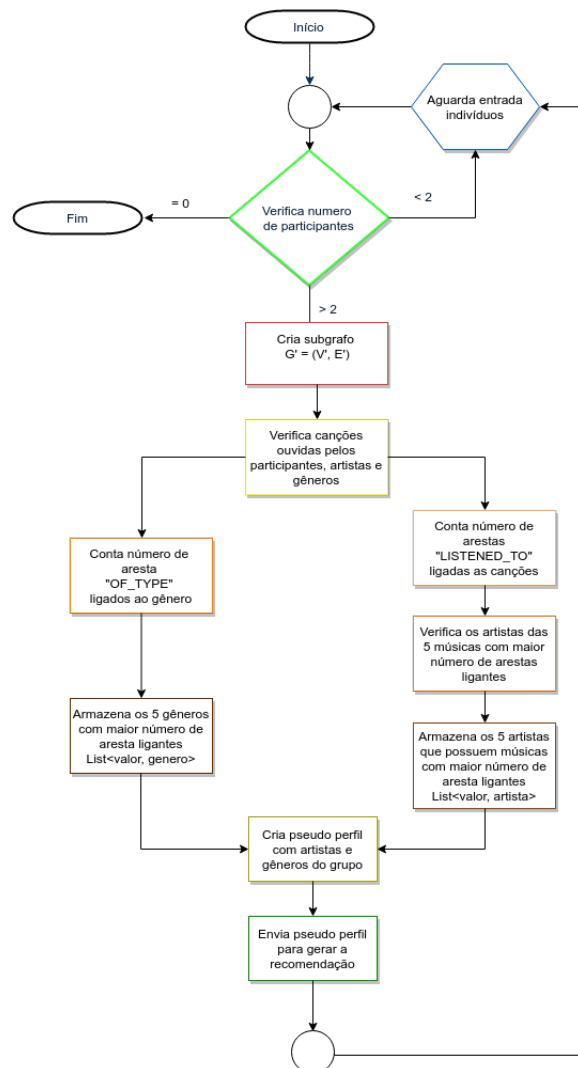 Início
Aguarda entrada
indivíduos
Verifica numero
de participantes
= 0
< 2
Fim
> 2
Cria subgrafo
G' = (V', E')
Verifica canções
ouvidas pelos
participantes, artistas e
gêneros
Conta número de
aresta
"OF_TYPE"
ligados ao gênero
Conta número de
arestas
"LISTENED_TO"
ligadas as canções
Verifica os artistas das
5 músicas com maior
número de arestas
ligantes
Armazena os 5 gêneros
com maior número de
aresta ligantes
List<valor, genero>
Armazena os 5 artistas
que possuem músicas
com maior número de
aresta ligantes
List<valor, artista>
Cria pseudo perfil
com artistas e
gêneros do grupo
Envia pseudo perfil
para gerar a
recomendação